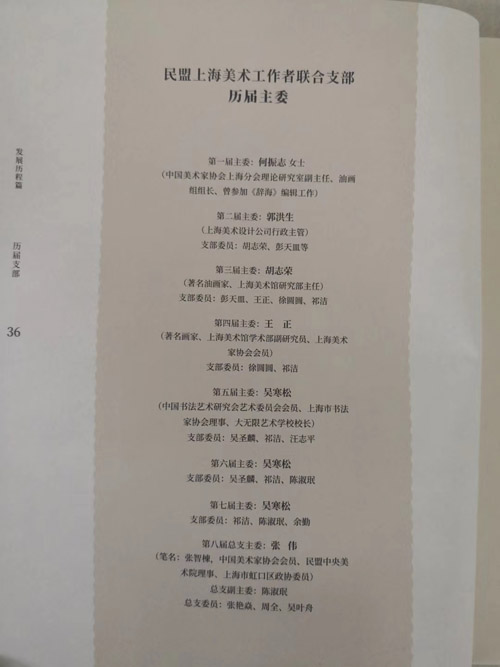 民盟上海美术工作者联合支部
历届主委
第一届主委：何振志 女士
（中国美术家协会上海分会理论研究室副主任、油画
组组长、曾参加《辞海》编辑工作）
第二届主委：郭洪生
（上海美术设计公司行政主管）
支部委员：胡志荣、彭天皿等
第三届主委：胡志荣
（著名油画家、上海美术馆研究部主任）
支部委员：彭天皿、王正、徐圆圆、祁洁
第四届主委：王　正
（著名画家、上海美术馆学术部副研究员、上海美术
家协会会员）
支部委员：徐圆圆、祁洁
第五届主委：吴寒松
（中国书法艺术研究会艺术委员会会员、上海市书法
家协会理事、大无限艺术学校校长）
支部委员：吴圣麟、祁洁、汪志平
第六届主委：吴寒松
支部委员：吴圣麟、祁洁、陈淑珉
第七届主委：吴寒松
支部委员：祁洁、陈淑珉、余勤
第八届总支主委：张　伟
（笔名：张智棟，中国美术家协会会员、民盟中央美
术院理事、上海市虹口区政协委员）
总支副主委：陈淑珉
总支委员：张艳焱、周全、吴叶舟
发展历程篇
历届支部
36